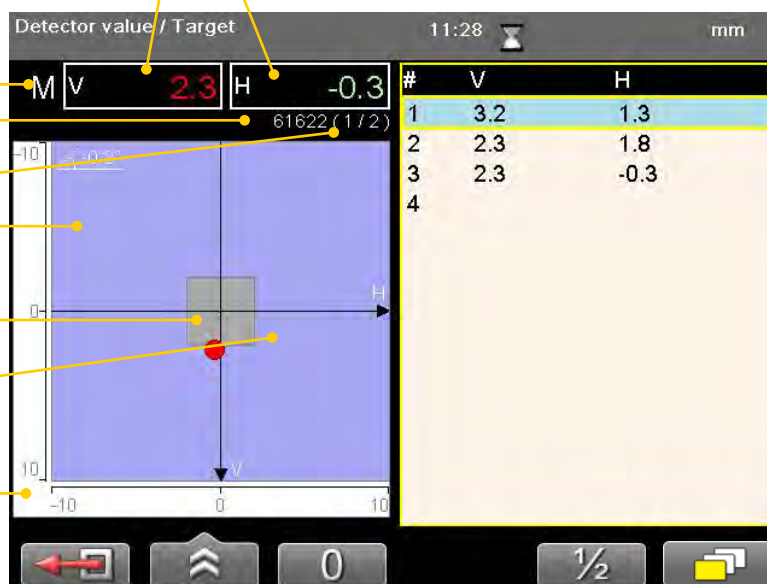 Detector value / Target 11:28 mm
M V 2.3 H -0.3
61622 ( 1 / 2 )
# V H
1 3.2 1.3
2 2.3 1.8
3 2.3 -0.3
4
-10
-0.2°
H
0
10
V
-10 0 10
0 ½